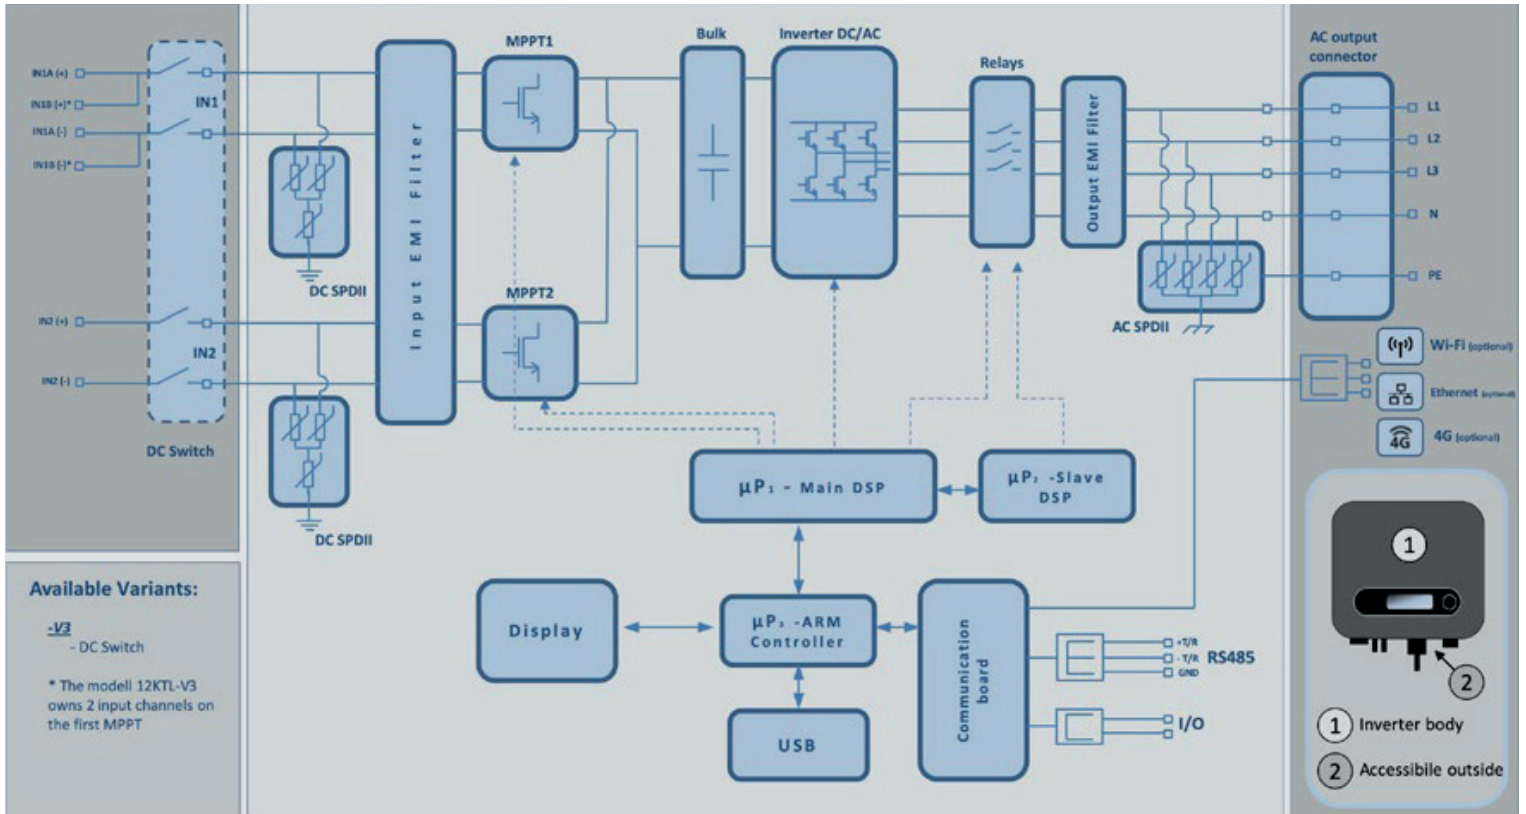 MPPT1
Bulk
Inverter DC/AC
Relays
AC output
connector
IN1A (+)
IN1B (+)*
IN1A (-)
IN1B (-)*
IN1
Input EMI Filter
Output EMI Filter
L1
L2
L3
N
PE
DC SPDII
MPPT2
AC SPDII
IN2 (+)
IN2
IN2 (-)
DC Switch
Wi-Fi (optional)
Ethernet (optional)
4G
4G (optional)
µP₁ - Main DSP
µP₂ -Slave
DSP
DC SPDII
Available Variants:
-V3
- DC Switch
* The modell 12KTL-V3
owns 2 input channels on
the first MPPT
Display
µP₃ -ARM
Controller
USB
Communication
board
+T/R
- T/R
GND
RS485
I/O
1
2
1 Inverter body
2 Accessibile outside